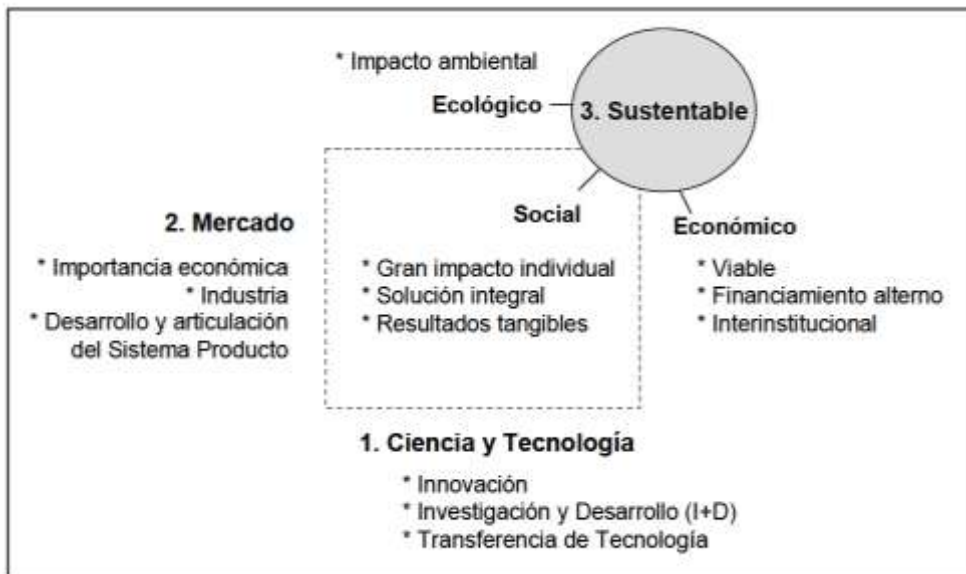 * Impacto ambiental
Ecológico
3. Sustentable
Social
Económico
2. Mercado
* Importancia económica
* Industria
* Desarrollo y articulación
del Sistema Producto
* Gran impacto individual
* Solución integral
* Resultados tangibles
* Viable
* Financiamiento alterno
* Interinstitucional
1. Ciencia y Tecnología
* Innovación
* Investigación y Desarrollo (I+D)
* Transferencia de Tecnología